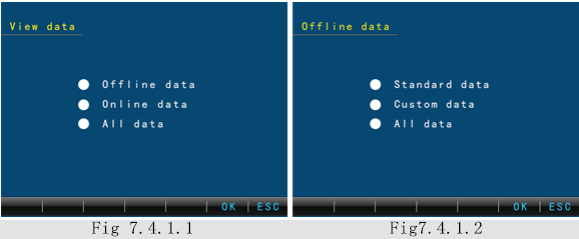 View data
Offline data
Online data
All data
OK | ESC
Fig 7.4.1.1
Offline data
Standard data
Custom data
All data
OK | ESC
Fig7.4.1.2